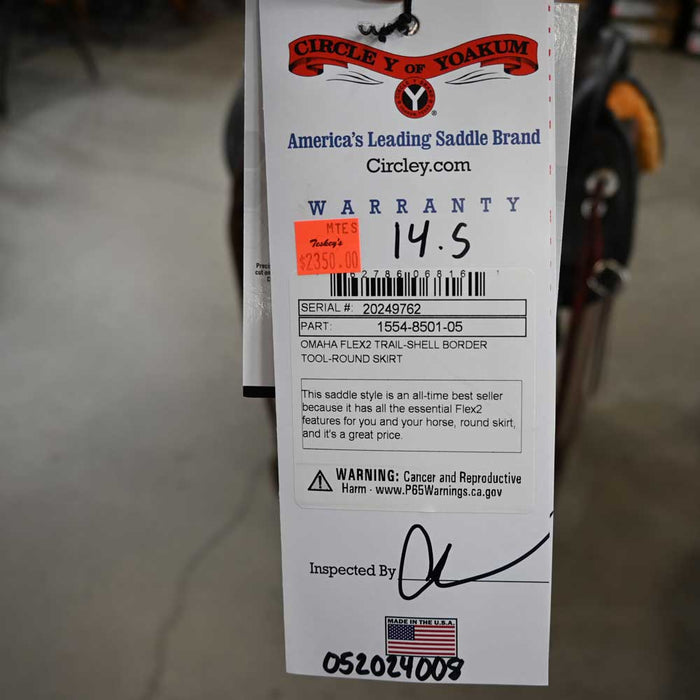 CIRCLE Y OF YOAKUM
Y
®
America's Leading Saddle Brand
Circley.com
WARRANTY
MTES
Teskey's
$2350.00
14.5
6278606816 1
SERIAL #: 20249762
PART: 1554-8501-05
OMAHA FLEX2 TRAIL-SHELL BORDER
TOOL-ROUND SKIRT
This saddle style is an all-time best seller
because it has all the essential Flex2
features for you and your horse, round skirt,
and it's a great price.
WARNING: Cancer and Reproductive
Harm - www.P65Warnings.ca.gov
Inspected By
MADE IN THE U.S.A.
052024008